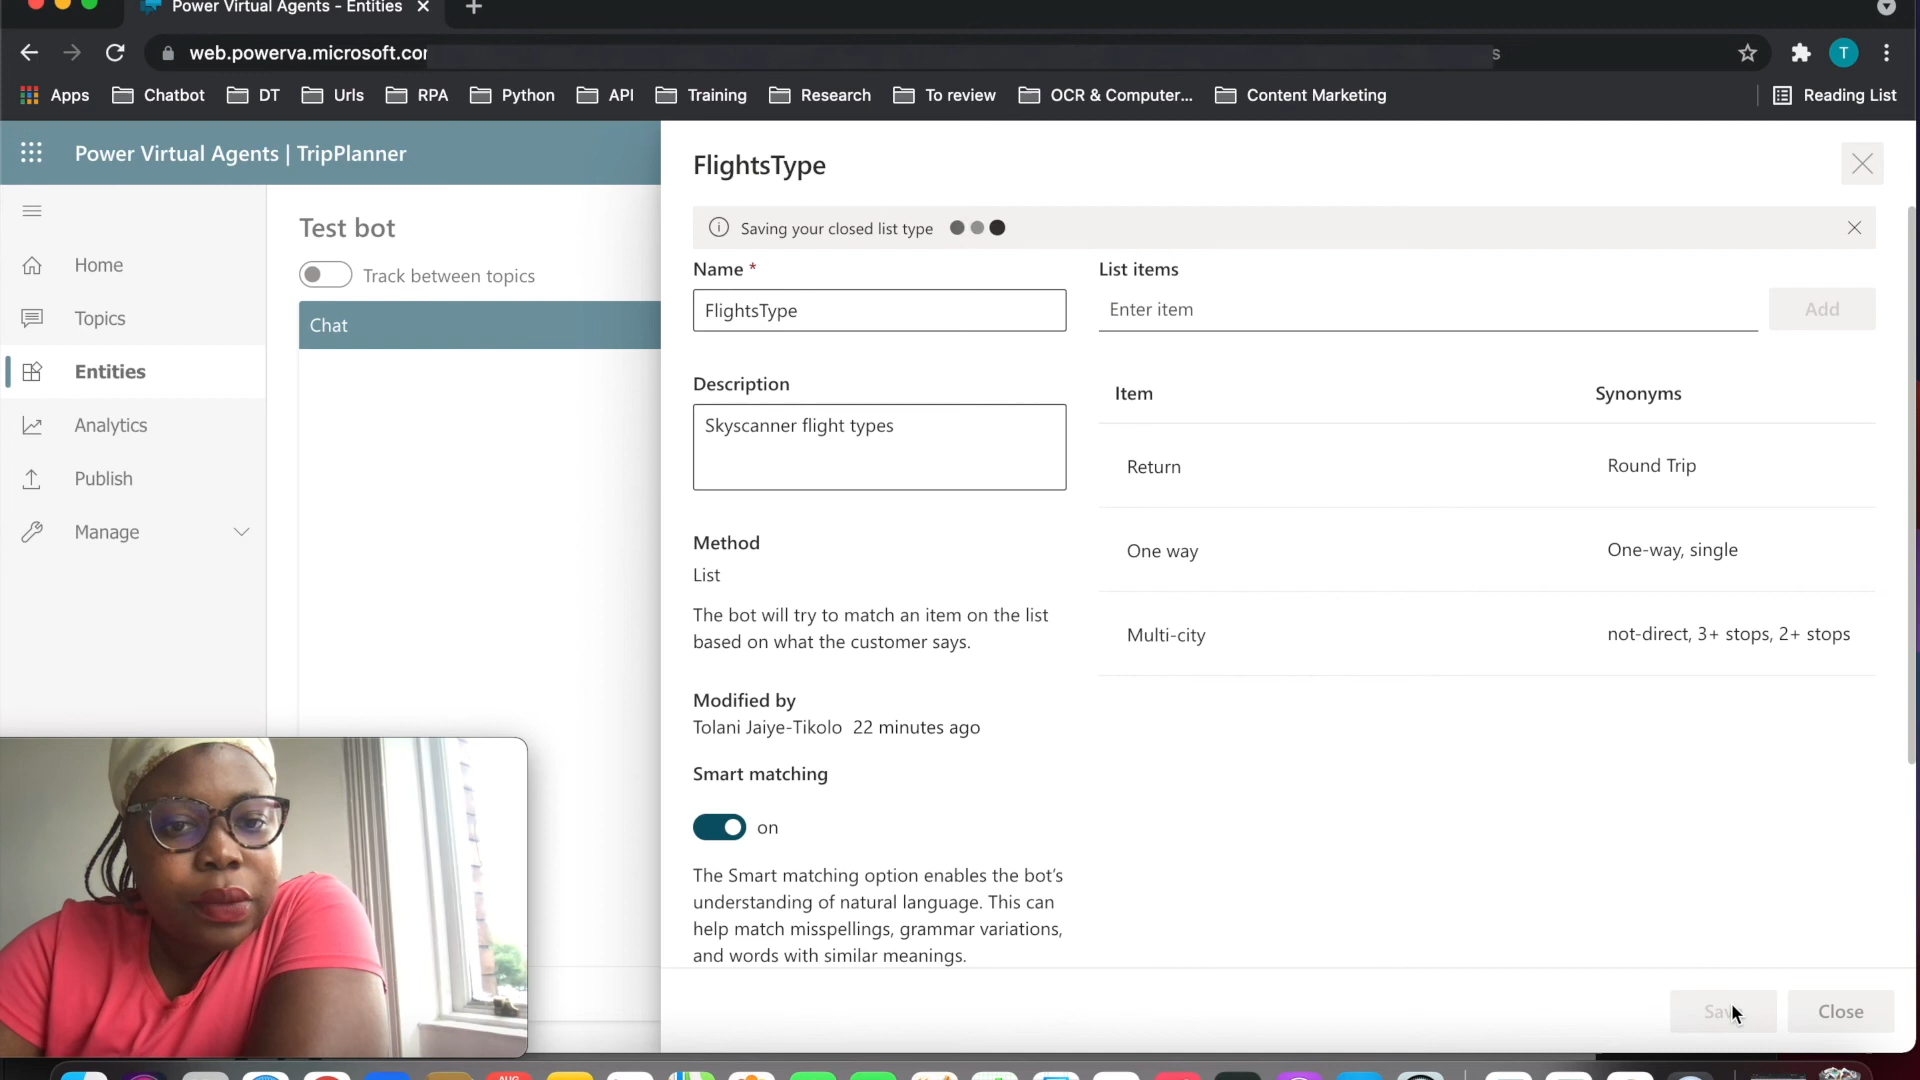 Power Virtual Agents - Entities
web.powerva.microsoft.com
s
T
Apps
Chatbot
DT
Urls
RPA
Python
API
Training
Research
To review
OCR & Computer...
Content Marketing
Reading List
Power Virtual Agents | TripPlanner
Home
Topics
Entities
Analytics
Publish
Manage
Test bot
Track between topics
Chat
FlightsType
Saving your closed list type
Name *
FlightsType
Description
Skyscanner flight types
Method
List
The bot will try to match an item on the list
based on what the customer says.
Modified by
Tolani Jaiye-Tikolo 22 minutes ago
Smart matching
on
The Smart matching option enables the bot's
understanding of natural language. This can
help match misspellings, grammar variations,
and words with similar meanings.
List items
Enter item
Add
Item
Synonyms
Return
Round Trip
One way
One-way, single
Multi-city
not-direct, 3+ stops, 2+ stops
Save
Close
AUG